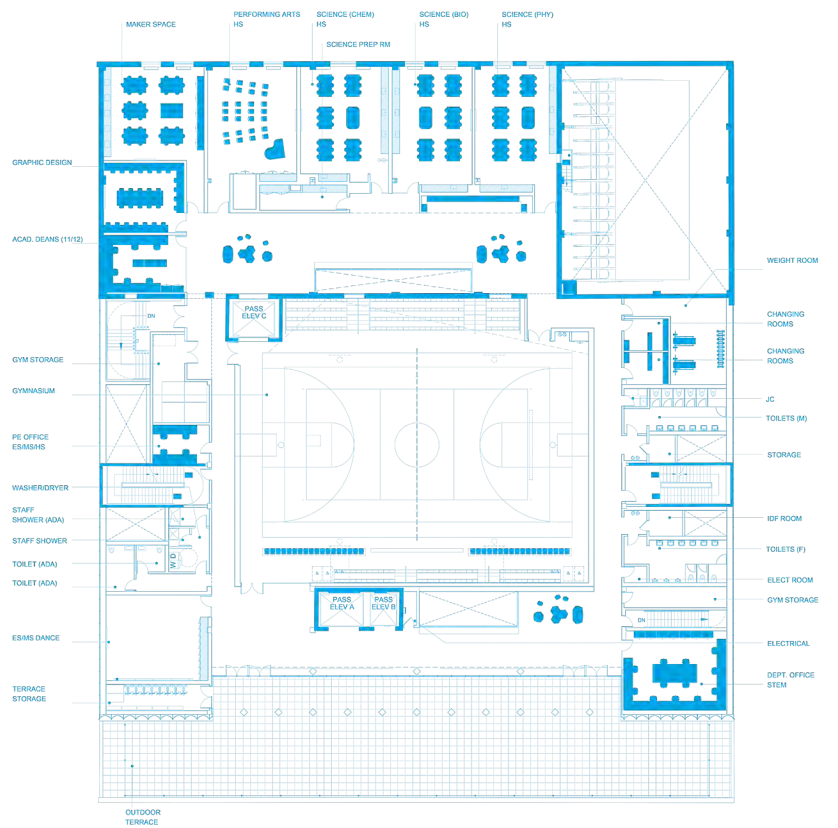 PERFORMING ARTS
HS
SCIENCE (CHEM)
HS
SCIENCE (BIO)
HS
SCIENCE (PHY)
HS
MAKER SPACE
SCIENCE PREP RM
GRAPHIC DESIGN
ACAD. DEANS (11/12)
WEIGHT ROOM
PASS
ELEV C
DN
CHANGING
ROOMS
GYM STORAGE
CHANGING
ROOMS
GYMNASIUM
JC
TOILETS (M)
PE OFFICE
ES/MS/HS
STORAGE
WASHER/DRYER
STAFF
SHOWER (ADA)
IDF ROOM
STAFF SHOWER
TOILETS (F)
TOILET (ADA)
W D
TOILET (ADA)
ELECT ROOM
PASS
ELEV A
PASS
ELEV B
GYM STORAGE
DN
ES/MS DANCE
ELECTRICAL
DEPT. OFFICE
STEM
TERRACE
STORAGE
OUTDOOR
TERRACE